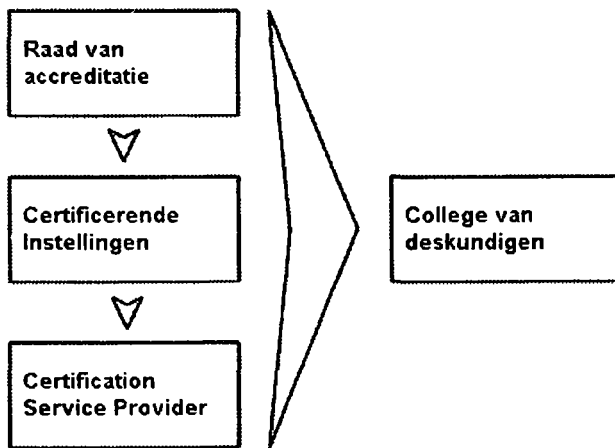 Raad van
accreditatie
Certificerende
Instellingen
College van
deskundigen
Certification
Service Provider